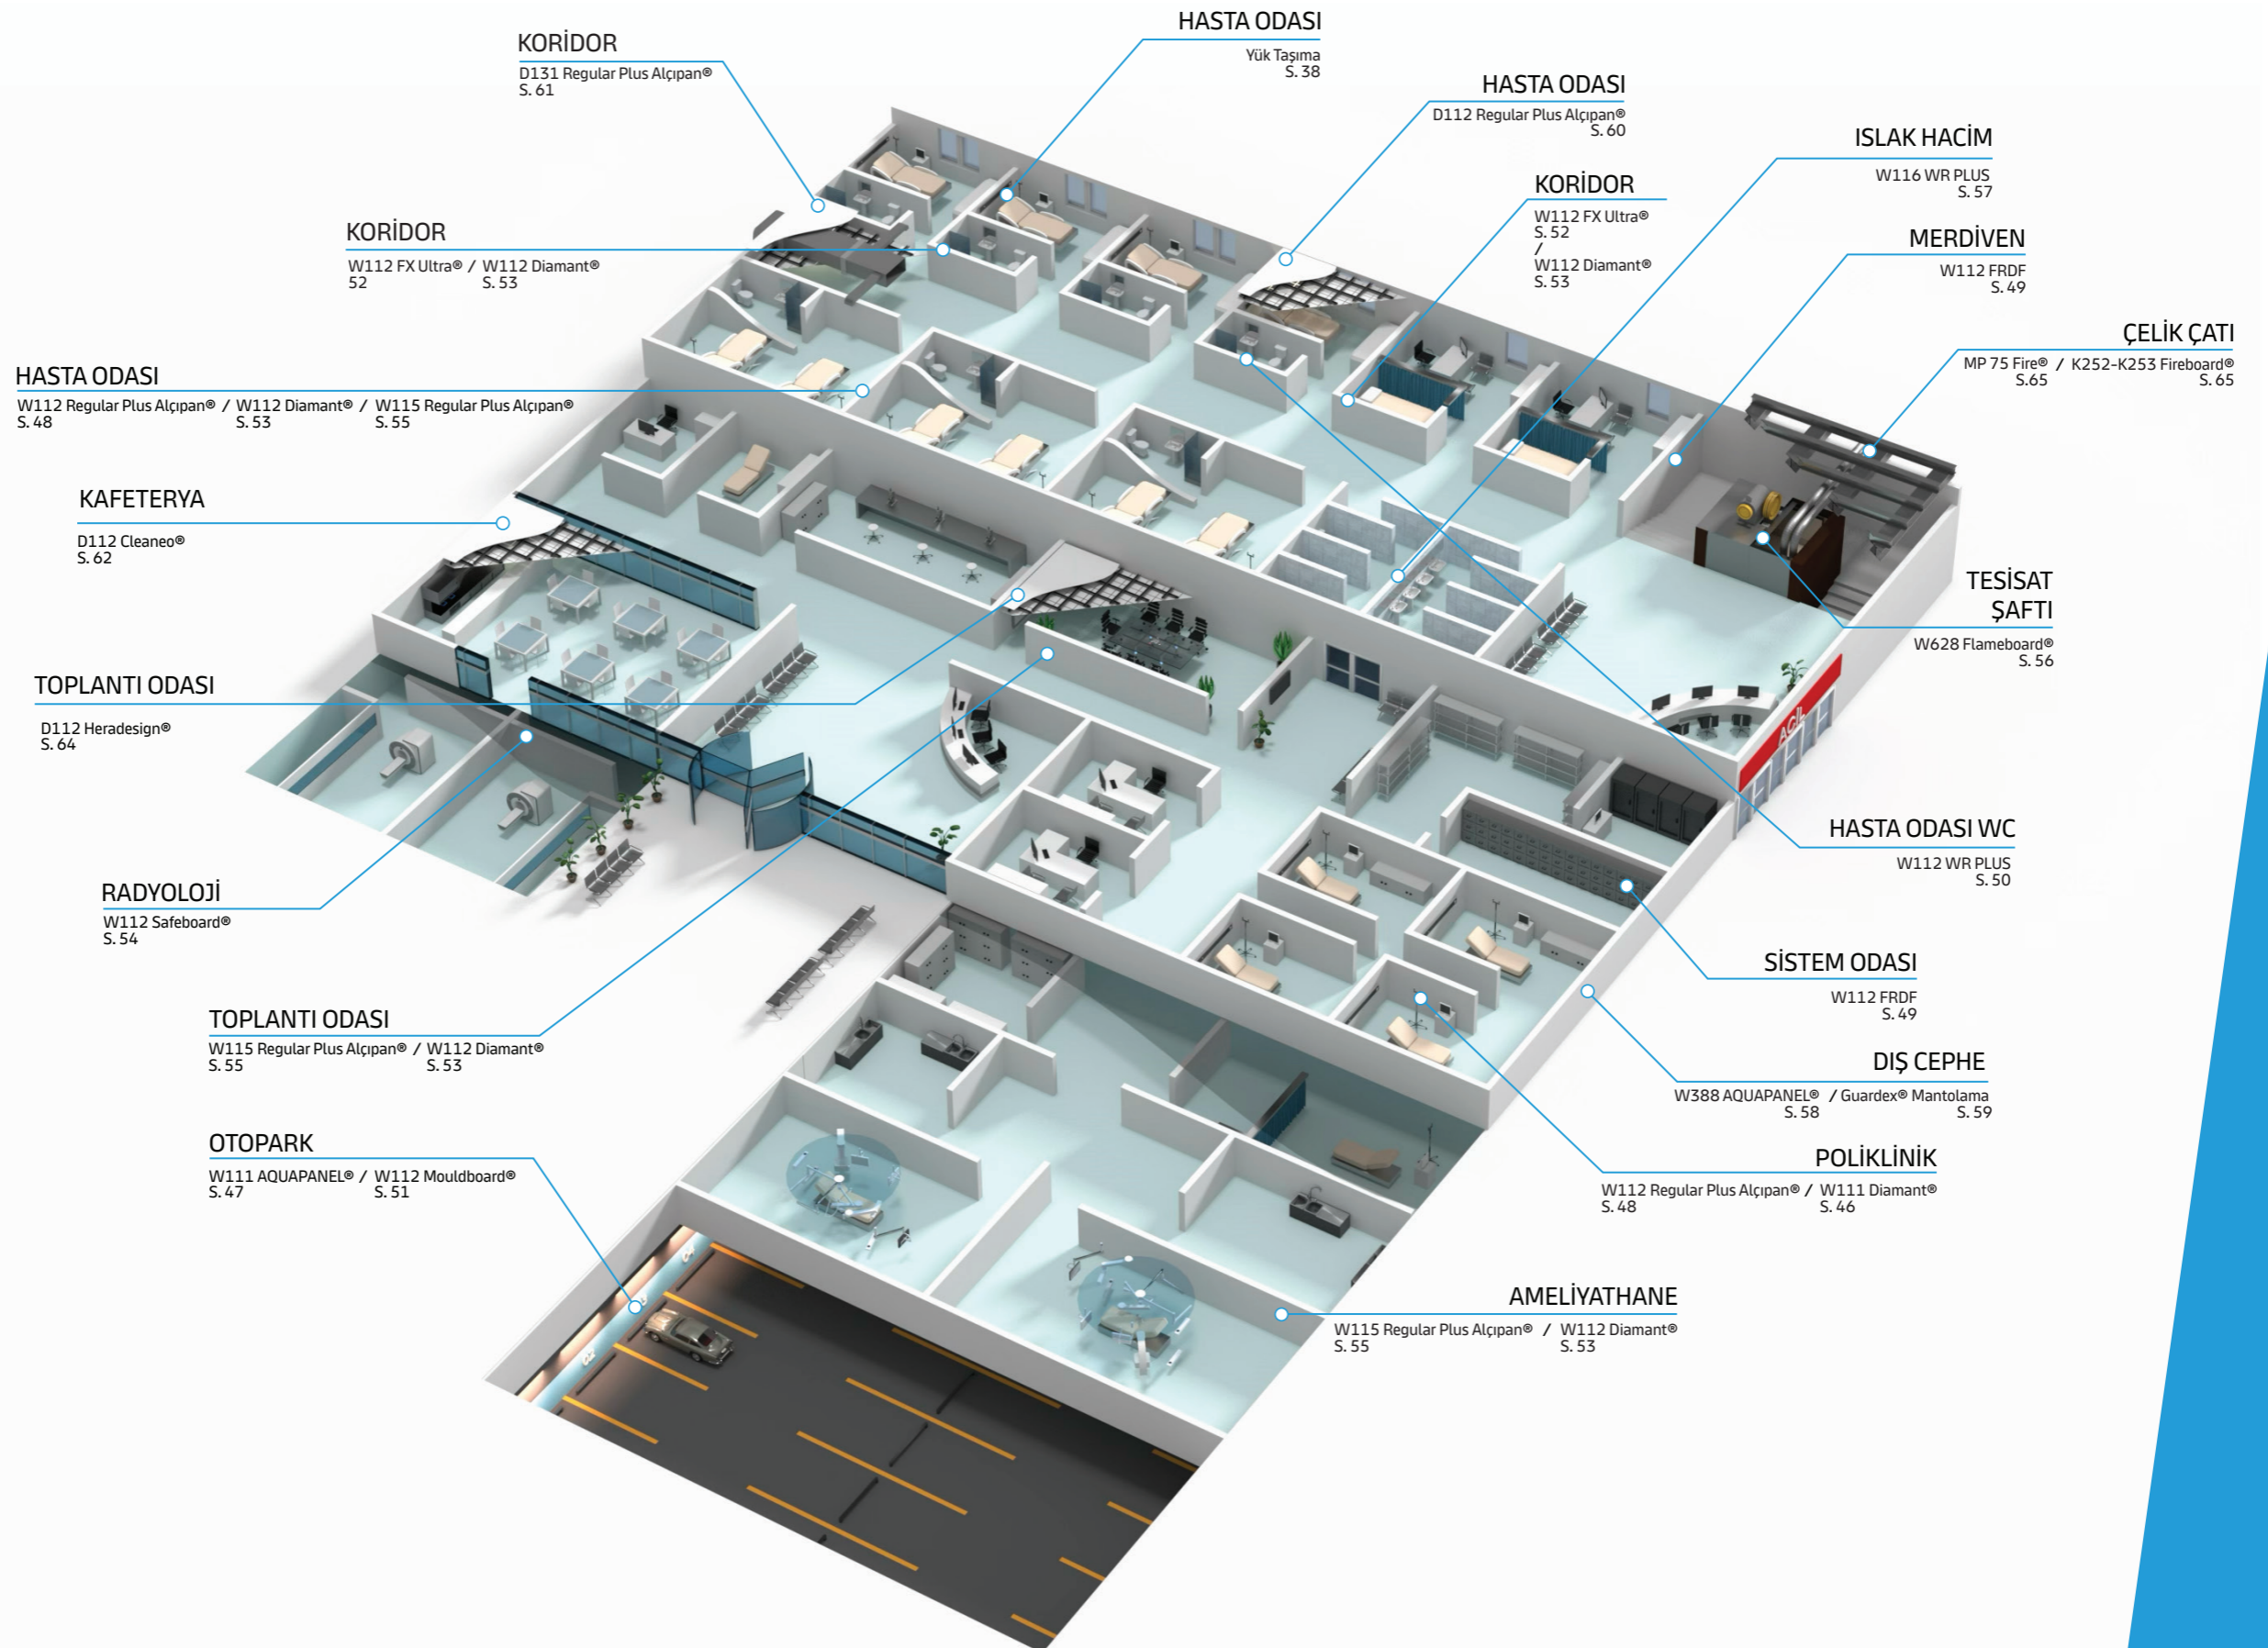 HASTA ODASI
Yük Taşıma
S. 38
KORİDOR
D131 Regular Plus Alçıpan®
S. 61
HASTA ODASI
D112 Regular Plus Alçıpan®
S. 60
ISLAK HACİM
W116 WR PLUS
S. 57
KORİDOR
W112 FX Ultra®
S. 52
/
W112 Diamant®
S. 53
KORİDOR
W112 FX Ultra® / W112 Diamant®
52 S. 53
MERDİVEN
W112 FRDF
S. 49
ÇELİK ÇATI
MP 75 Fire® / K252-K253 Fireboard®
S.65 S. 65
HASTA ODASI
W112 Regular Plus Alçıpan® / W112 Diamant® / W115 Regular Plus Alçıpan®
S. 48 S. 53 S. 55
KAFETERYA
D112 Cleaneo®
S. 62
TESİSAT
ŞAFTI
W628 Flameboard®
S. 56
TOPLANTI ODASI
D112 Heradesign®
S. 64
ACİL
HASTA ODASI WC
W112 WR PLUS
S. 50
RADYOLOJİ
W112 Safeboard®
S. 54
SİSTEM ODASI
W112 FRDF
S. 49
TOPLANTI ODASI
W115 Regular Plus Alçıpan® / W112 Diamant®
S. 55 S. 53
DIŞ CEPHE
W388 AQUAPANEL® / Guardex® Mantolama
S. 58 S. 59
OTOPARK
W111 AQUAPANEL® / W112 Mouldboard®
S. 47 S. 51
POLİKLİNİK
W112 Regular Plus Alçıpan® / W111 Diamant®
S. 48 S. 46
AMELİYATHANE
W115 Regular Plus Alçıpan® / W112 Diamant®
S. 55 S. 53